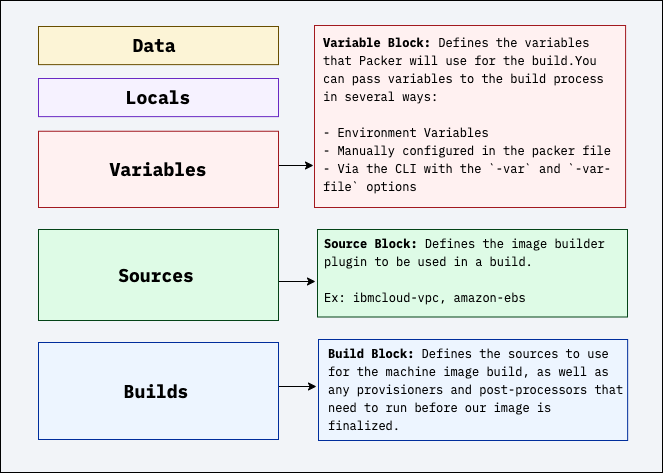 Data
Locals
Variables
Variable Block: Defines the variables
that Packer will use for the build.You
can pass variables to the build process
in several ways:
- Environment Variables
- Manually configured in the packer file
- Via the CLI with the `-var` and `-var-
file` options
Sources
Source Block: Defines the image builder
plugin to be used in a build.
Ex: ibmcloud-vpc, amazon-ebs
Builds
Build Block: Defines the sources to use
for the machine image build, as well as
any provisioners and post-processors that
need to run before our image is
finalized.